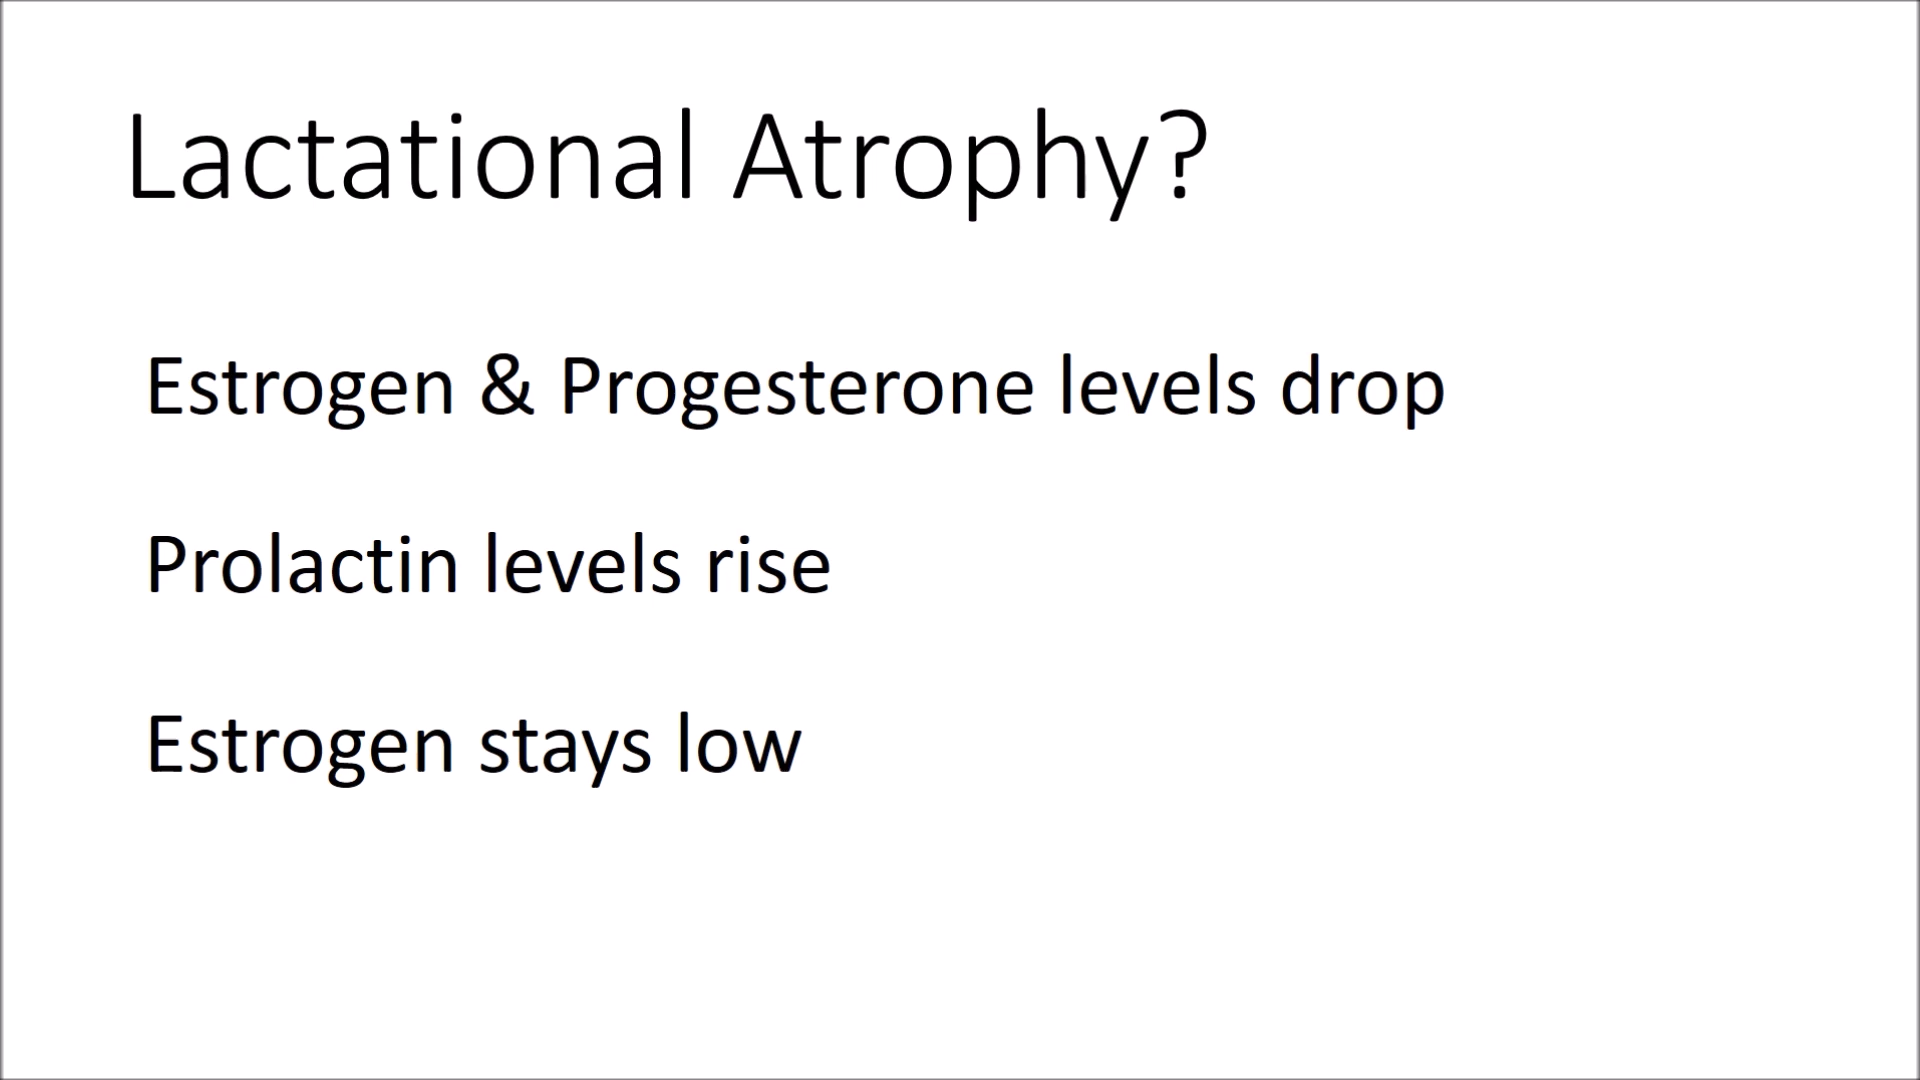 Lactational Atrophy?
Estrogen & Progesterone levels drop
Prolactin levels rise
Estrogen stays low